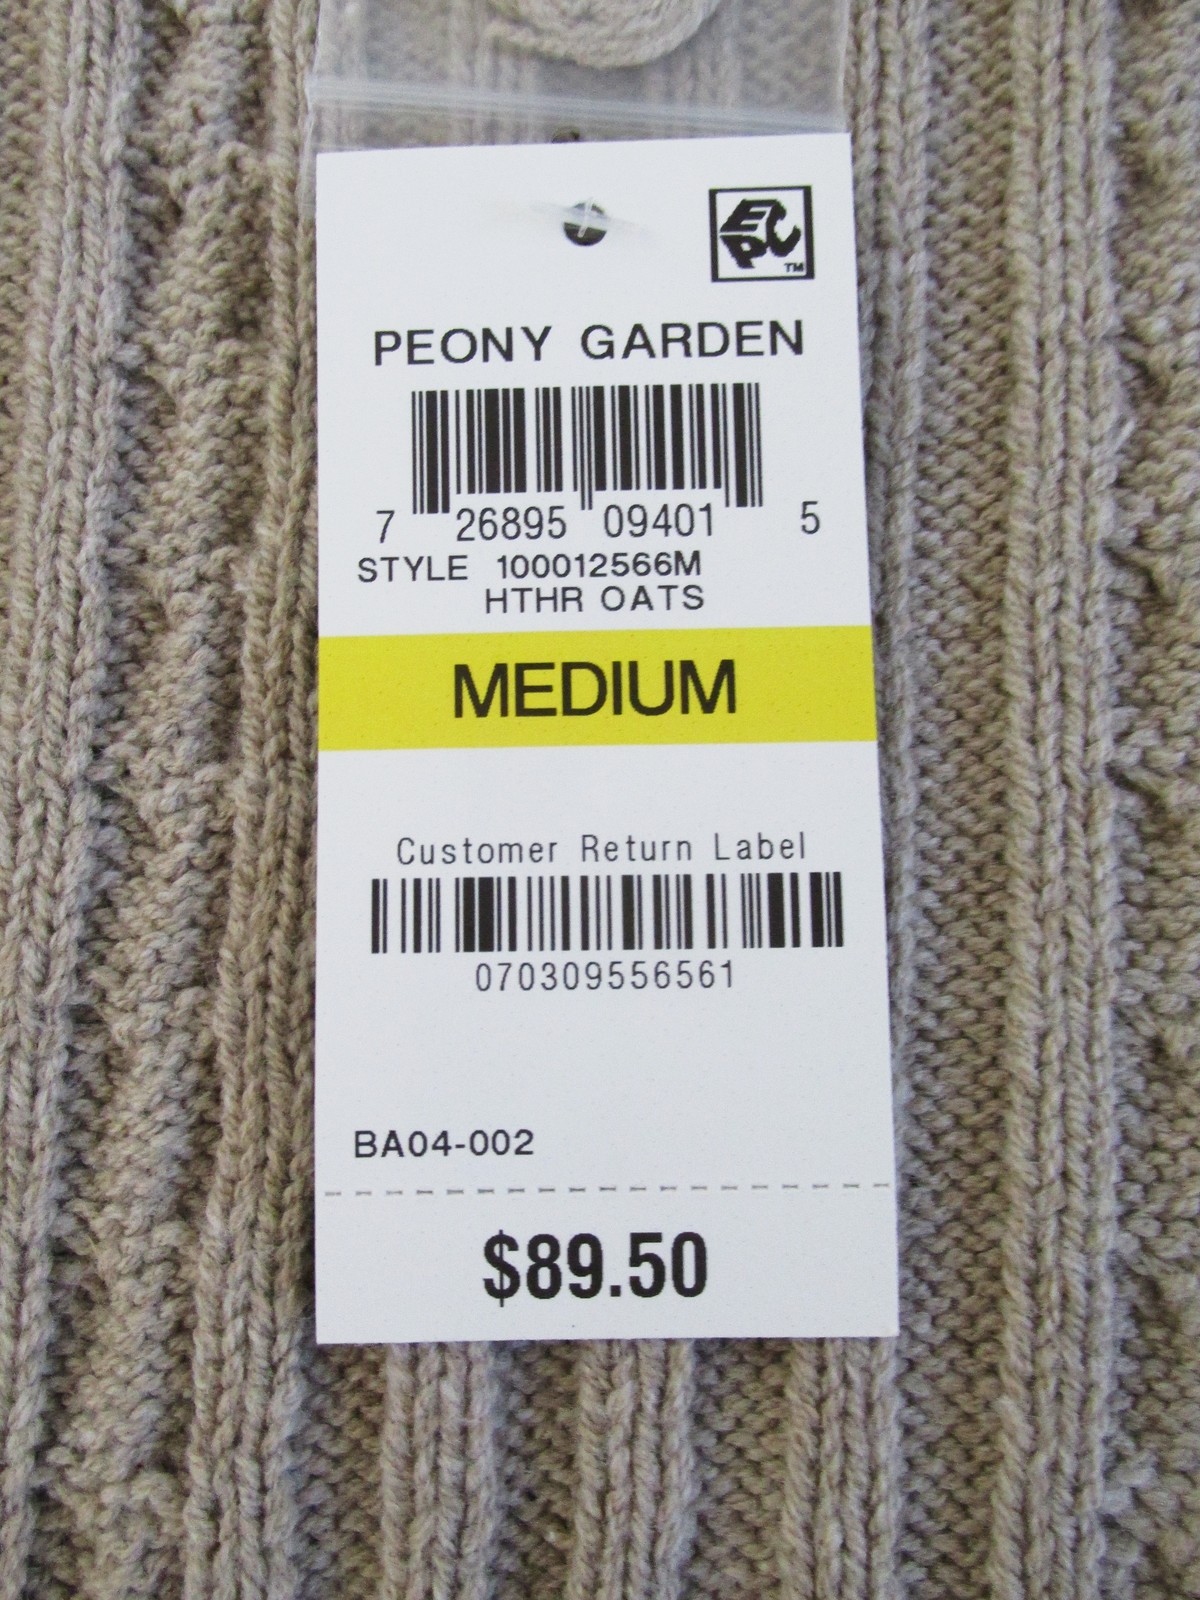 EPC
TM
PEONY GARDEN
7 26895 09401 5
STYLE 100012566M
HTHR OATS
MEDIUM
Customer Return Label
070309556561
BA04-002
$89.50